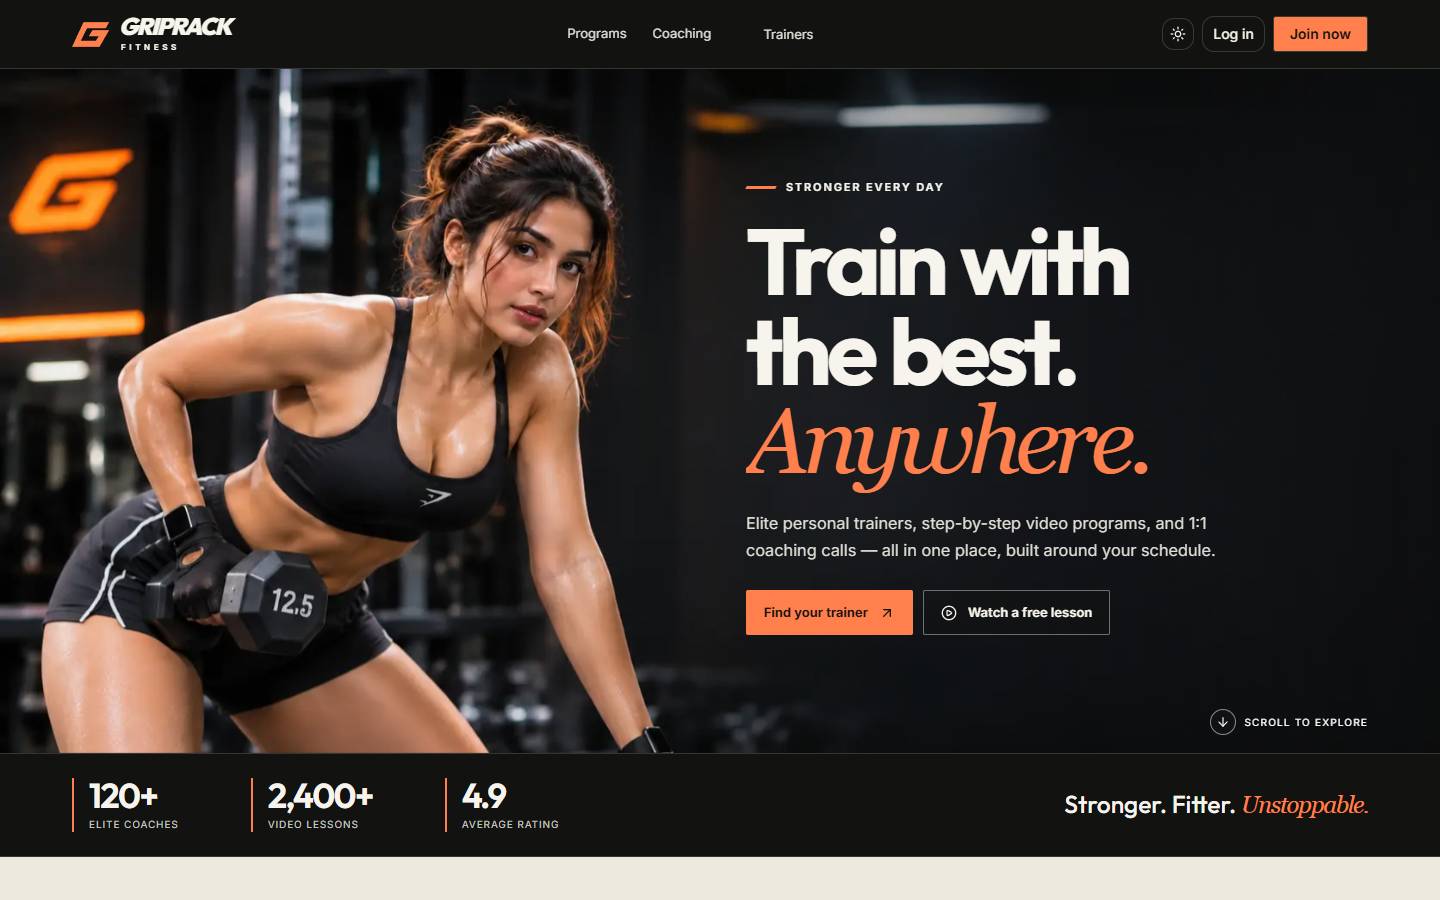 GRIPRACK
FITNESS
Programs
Coaching
Trainers
Log in
Join now
STRONGER EVERY DAY
Train with
the best.
Anywhere.
Elite personal trainers, step-by-step video programs, and 1:1
coaching calls — all in one place, built around your schedule.
Find your trainer
Watch a free lesson
12,5
SCROLL TO EXPLORE
120+
ELITE COACHES
2,400+
VIDEO LESSONS
4.9
AVERAGE RATING
Stronger. Fitter. Unstoppable.